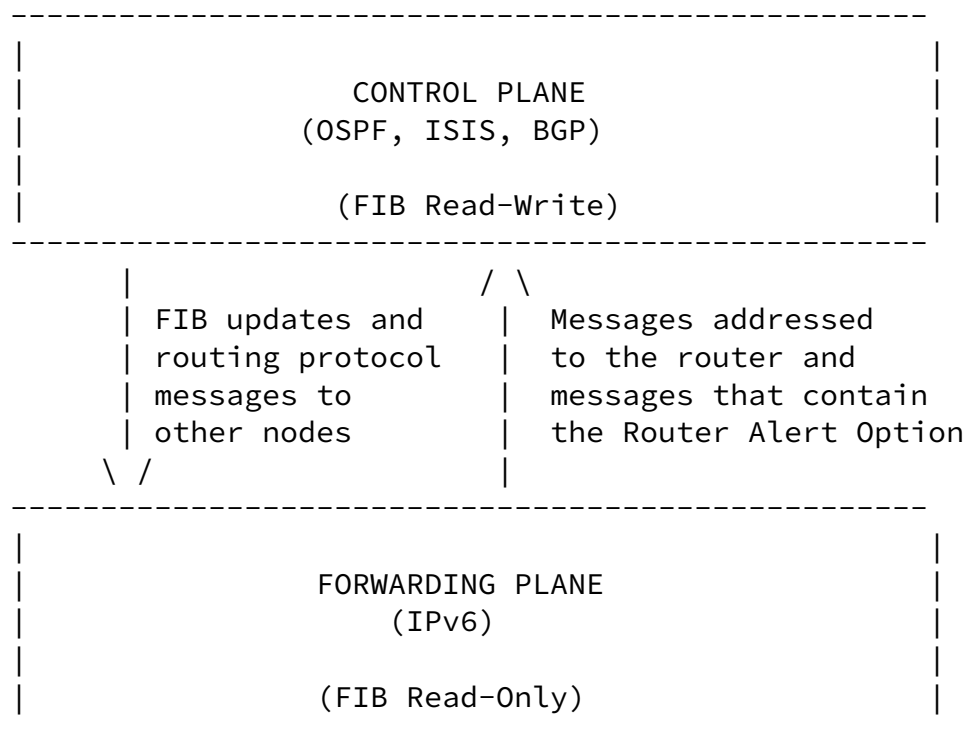 CONTROL PLANE
(OSPF, ISIS, BGP)
(FIB Read-Write)
FIB updates and
routing protocol
messages to
other nodes
Messages addressed
to the router and
messages that contain
the Router Alert Option
FORWARDING PLANE
(IPv6)
(FIB Read-Only)